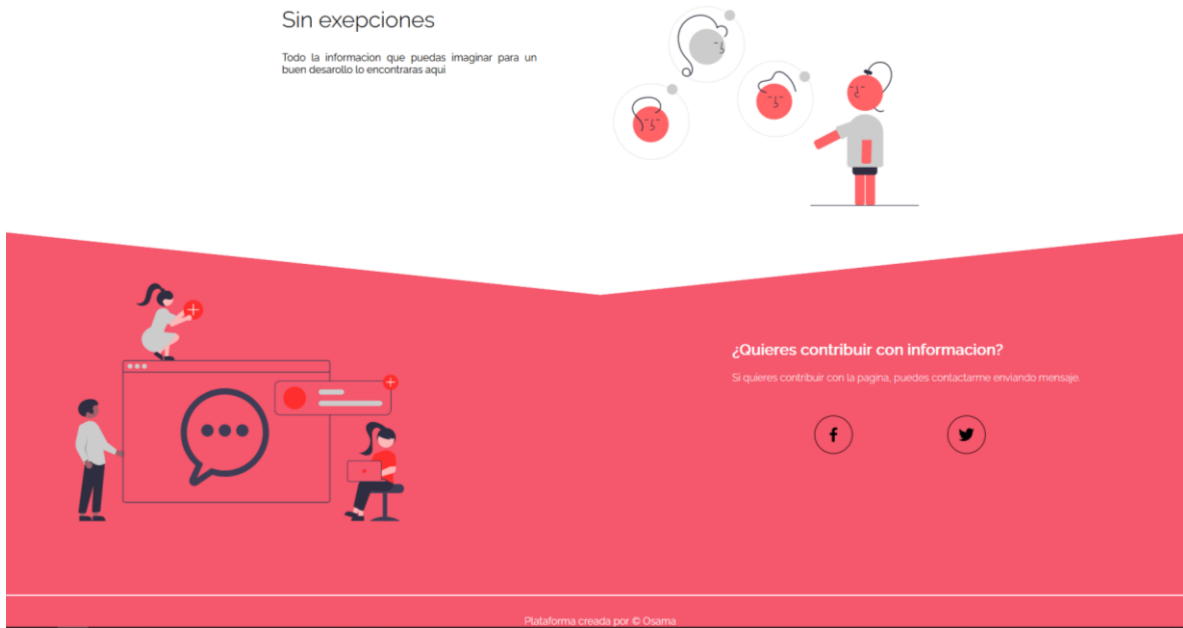 Sin exepciones
Todo la informacion que puedas imaginar para un
buen desarollo lo encontraras aqui
¿Quieres contribuir con informacion?
Si quieres contribuir con la pagina, puedes contactarme enviando mensaje.
Plataforma creada por © Osama